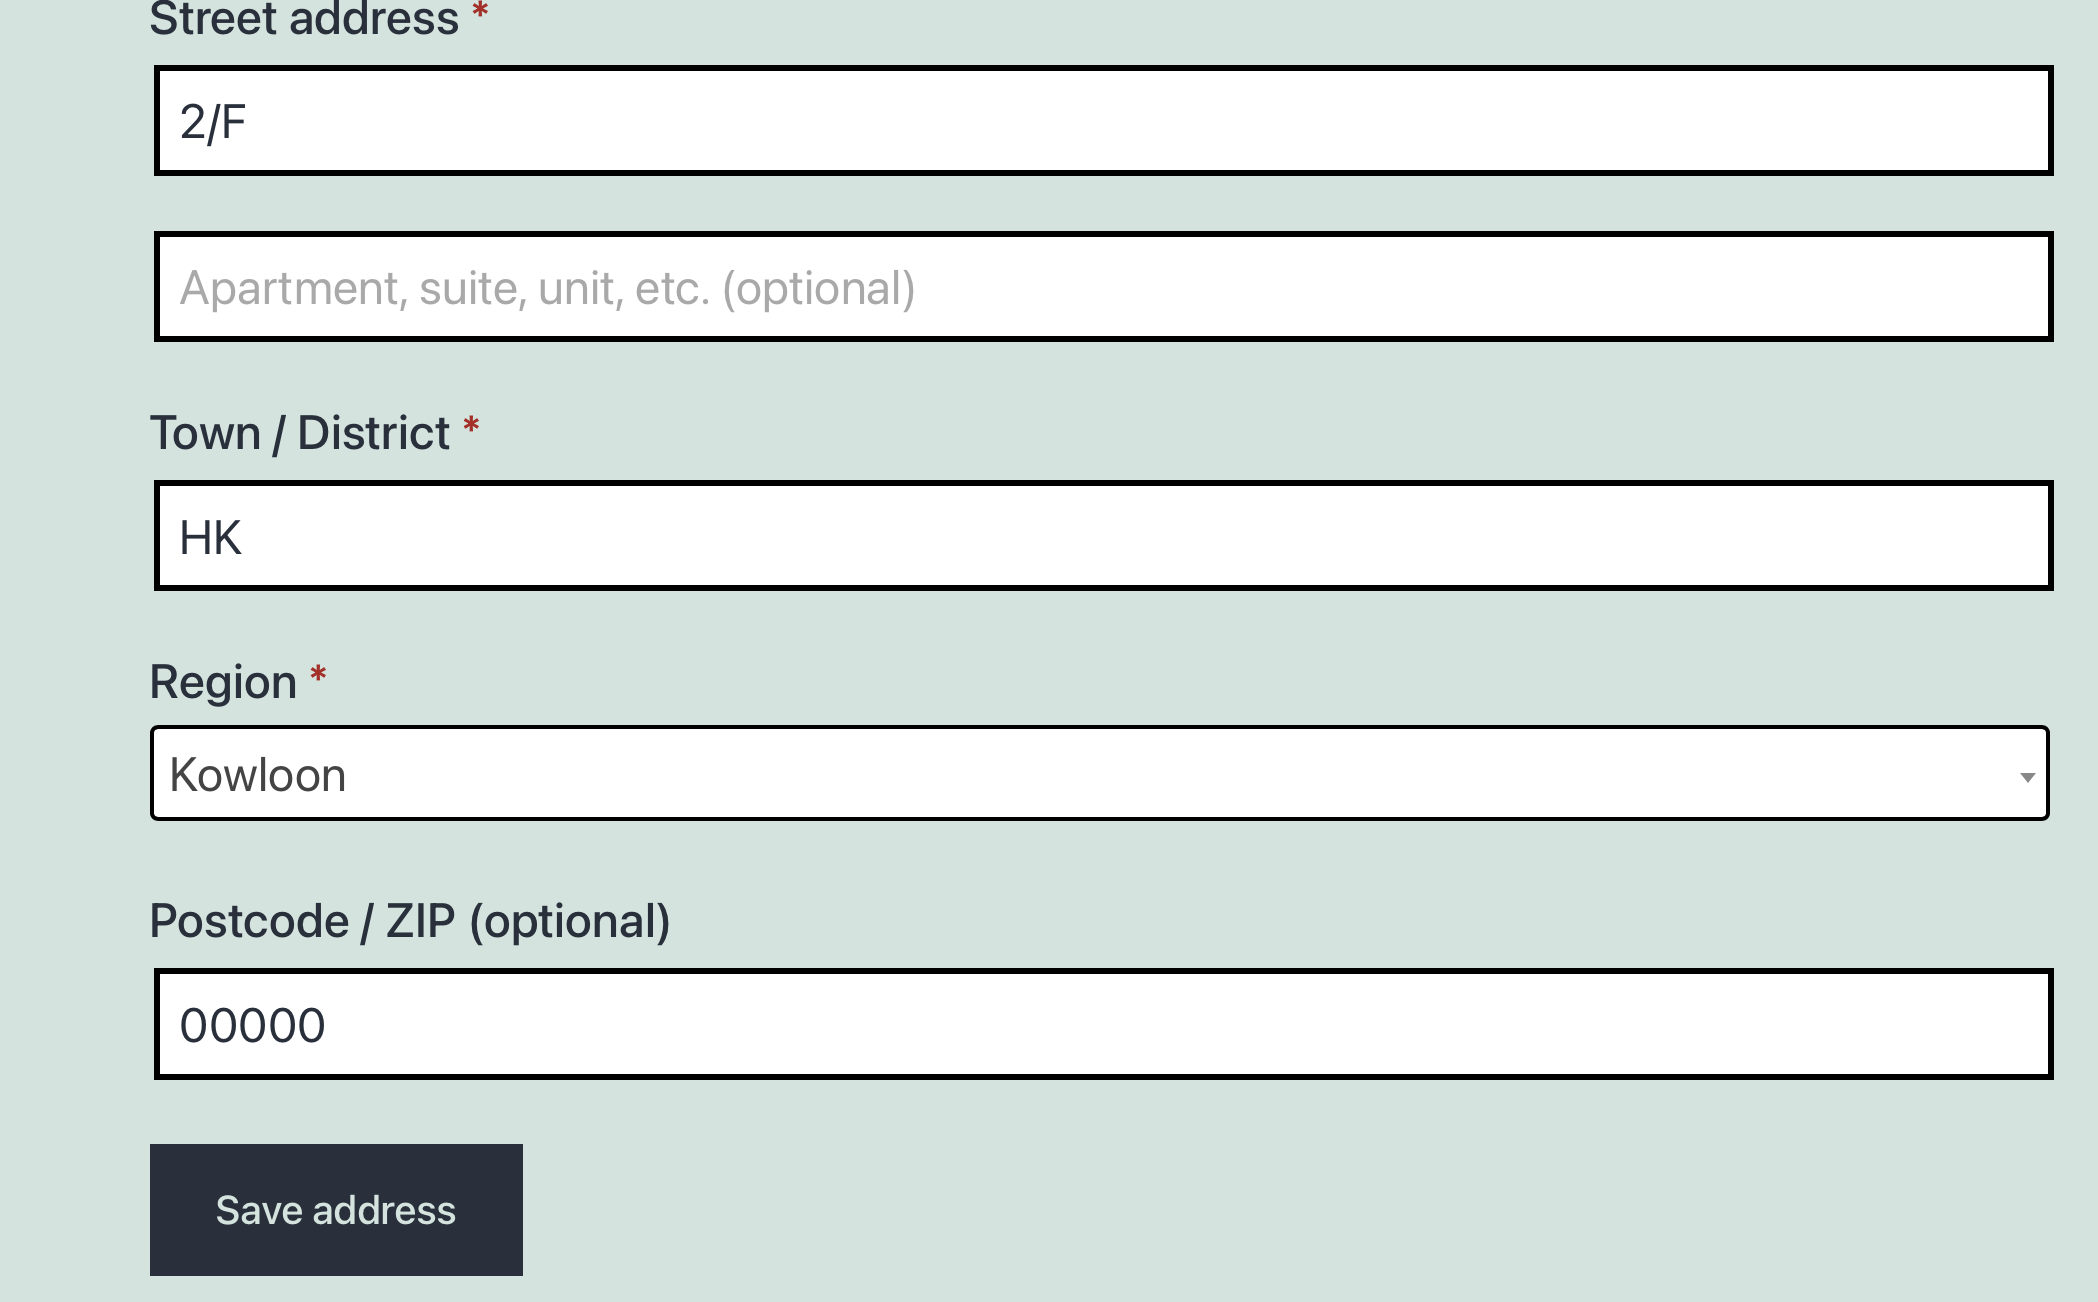 Street address *
2/F
Apartment, suite, unit, etc. (optional)
Town / District *
HK
Region *
Kowloon
Postcode / ZIP (optional)
00000
Save address